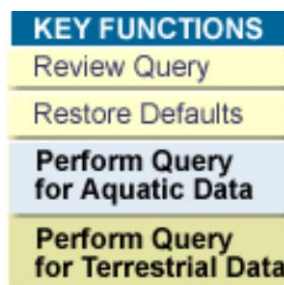 KEY FUNCTIONS
Review Query
Restore Defaults
Perform Query
for Aquatic Data
Perform Query
for Terrestrial Data